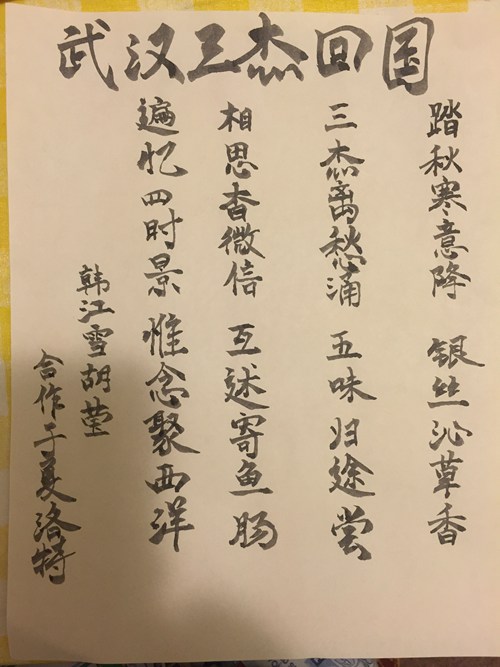 武汉三杰回国
踏秋寒意降 银丝沁草香
三杰离愁涌 五味归途尝
相思杳微信 互述寄鱼肠
遍忆四时景 惟念聚西洋
韩江雪胡莹
合作于夏洛特